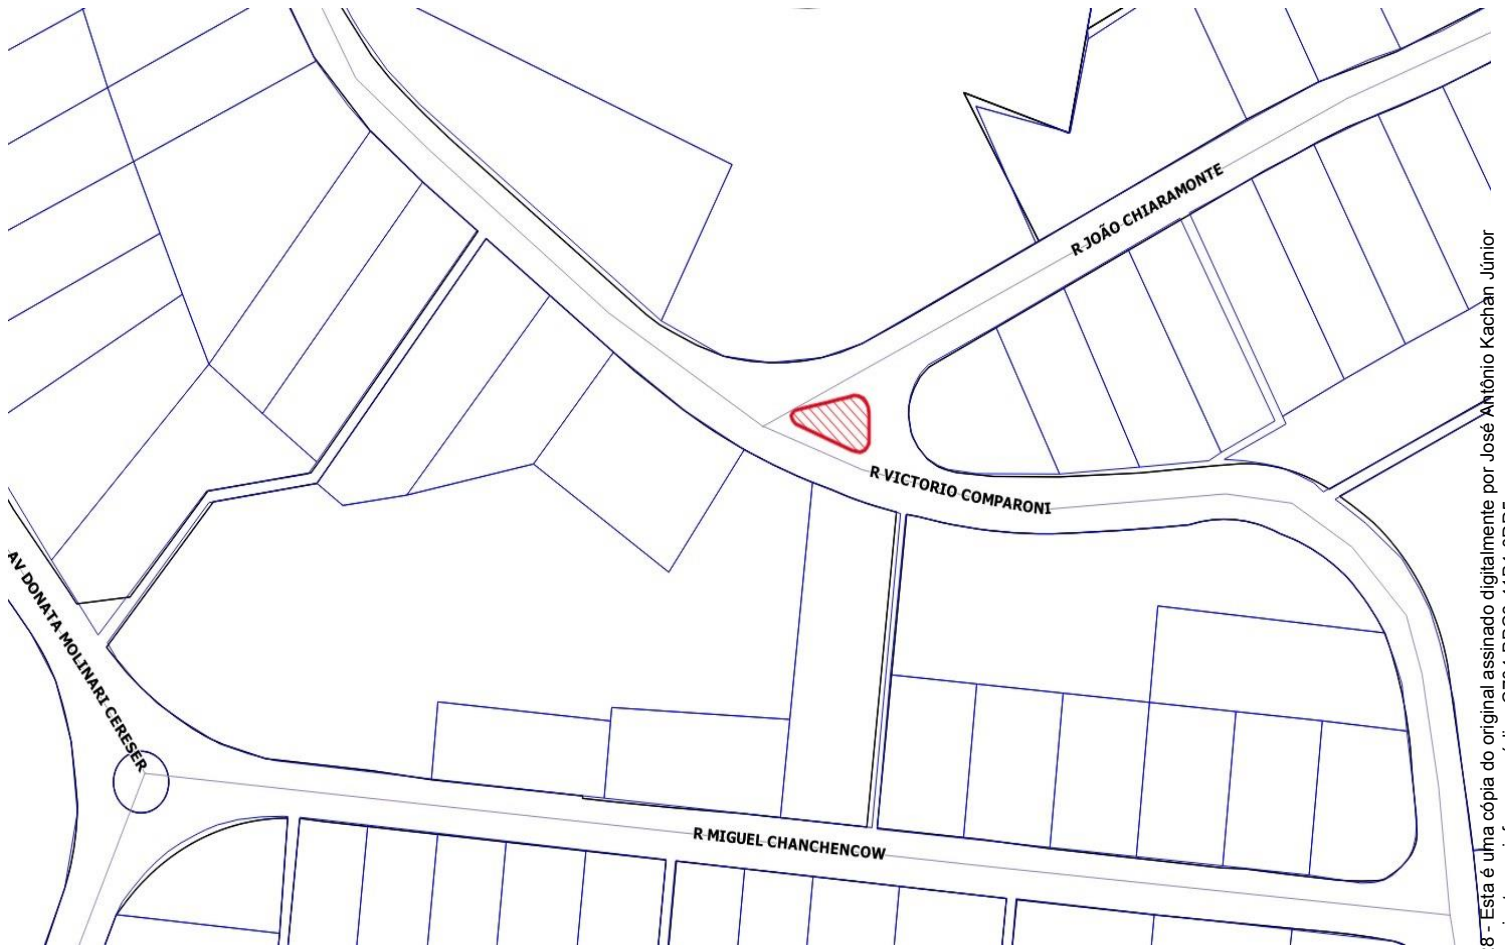 R JOÃO CHIARAMONTE
R VICTORIO COMPARONI
AV DONATA MOLINARI CERESER
R MIGUEL CHANCHENCOW
8 - Esta é uma cópia do original assinado digitalmente por José Antônio Kachan Júnior